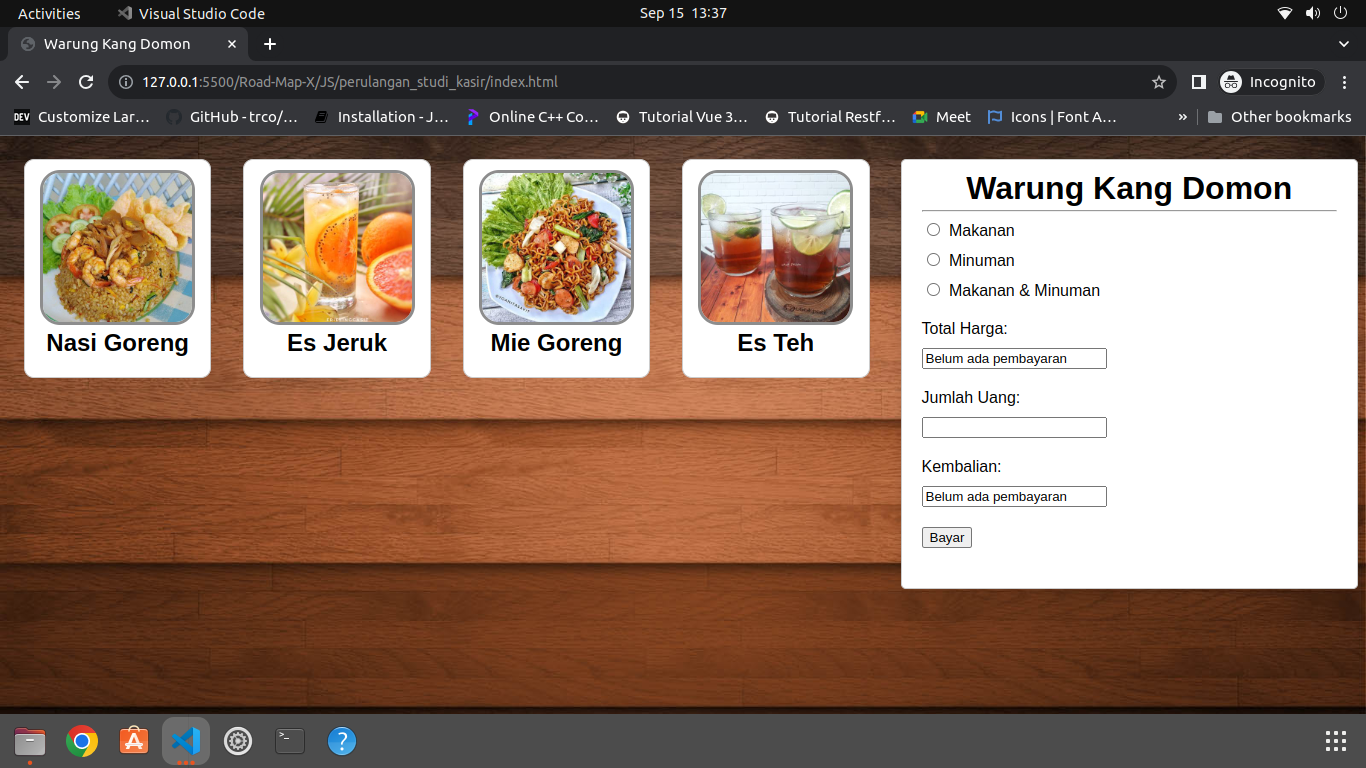 Activities
Visual Studio Code
Sep 15 13:37
Warung Kang Domon
127.0.0.1:5500/Road-Map-X/JS/perulangan_studi_kasir/index.html
Incognito
DEV
Customize Lar…
GitHub - trco/…
Installation - J…
Online C++ Co…
Tutorial Vue 3…
Tutorial Restf…
Meet
Icons | Font A…
»
Other bookmarks
Nasi Goreng
Es Jeruk
Mie Goreng
Es Teh
Warung Kang Domon
Makanan
Minuman
Makanan & Minuman
Total Harga:
Belum ada pembayaran
Jumlah Uang:
Kembalian:
Belum ada pembayaran
Bayar